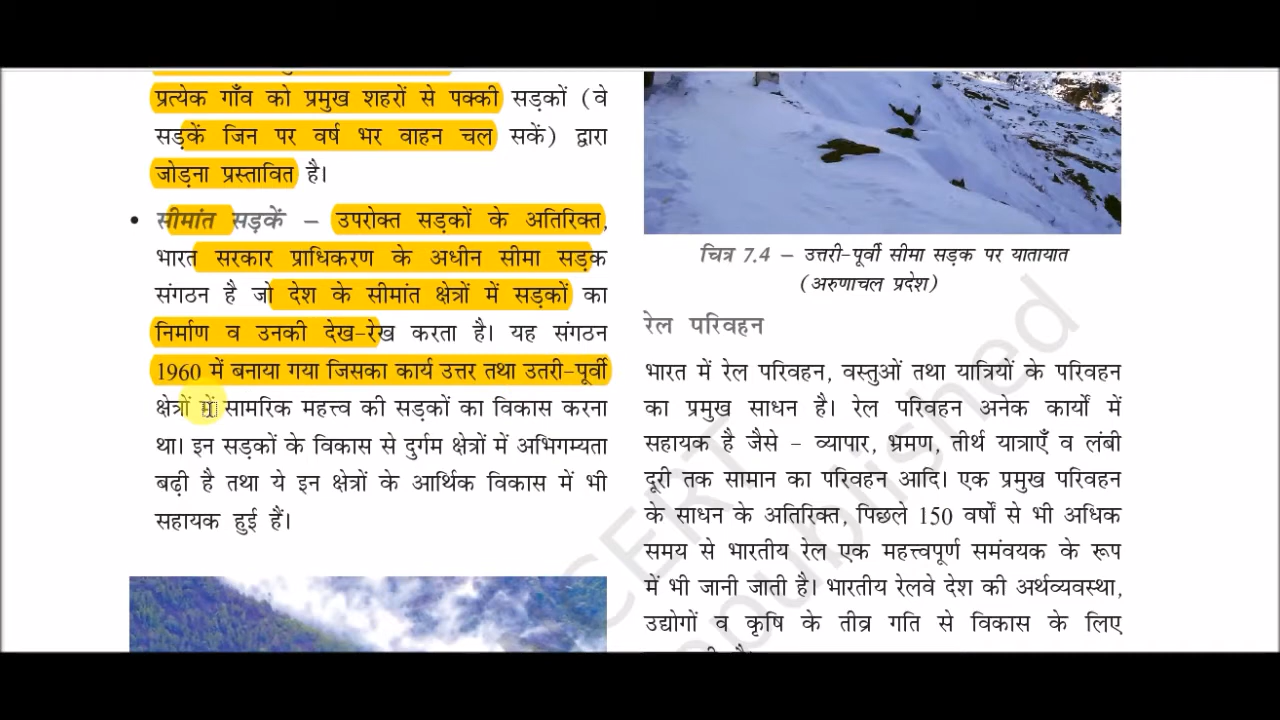 प्रत्येक गाँव को प्रमुख शहरों से पक्की सड़कों (वे
सड़कें जिन पर वर्ष भर वाहन चल सकें) द्वारा
जोड़ना प्रस्तावित है।
• सीमांत सड़कें – उपरोक्त सड़कों के अतिरिक्त,
भारत सरकार प्राधिकरण के अधीन सीमा सड़क
संगठन है जो देश के सीमांत क्षेत्रों में सड़कों का
निर्माण व उनकी देख-रेख करता है। यह संगठन
1960 में बनाया गया जिसका कार्य उत्तर तथा उतरी-पूर्वी
क्षेत्रों में सामरिक महत्त्व की सड़कों का विकास करना
था। इन सड़कों के विकास से दुर्गम क्षेत्रों में अभिगम्यता
बढ़ी है तथा ये इन क्षेत्रों के आर्थिक विकास में भी
सहायक हुई हैं।
चित्र 7.4 – उत्तरी-पूर्वी सीमा सड़क पर यातायात
(अरुणाचल प्रदेश)
रेल परिवहन
भारत में रेल परिवहन, वस्तुओं तथा यात्रियों के परिवहन
का प्रमुख साधन है। रेल परिवहन अनेक कार्यों में
सहायक है जैसे – व्यापार, भ्रमण, तीर्थ यात्राएँ व लंबी
दूरी तक सामान का परिवहन आदि। एक प्रमुख परिवहन
के साधन के अतिरिक्त, पिछले 150 वर्षों से भी अधिक
समय से भारतीय रेल एक महत्त्वपूर्ण समंवयक के रूप
में भी जानी जाती है। भारतीय रेलवे देश की अर्थव्यवस्था,
उद्योगों व कृषि के तीव्र गति से विकास के लिए